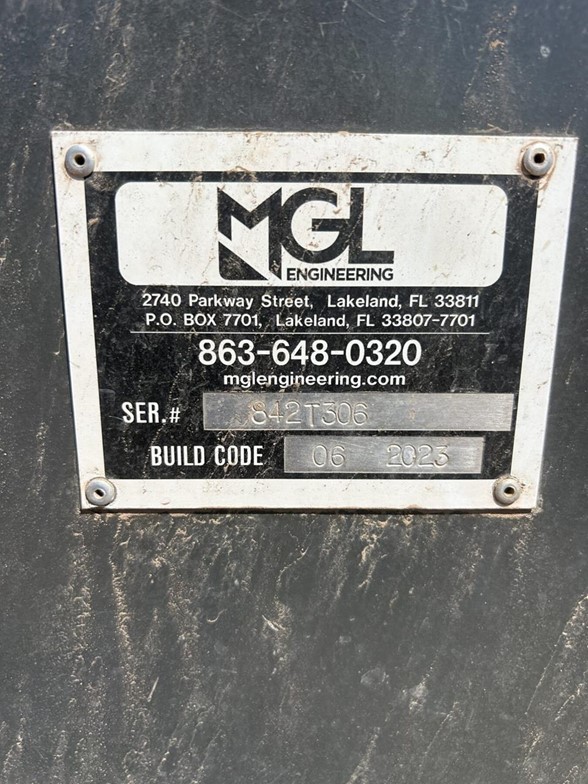 MGL
ENGINEERING
2740 Parkway Street, Lakeland, FL 33811
P.O. BOX 7701, Lakeland, FL 33807-7701
863-648-0320
mglengineering.com
SER.# 842T306
BUILD CODE 06 2023